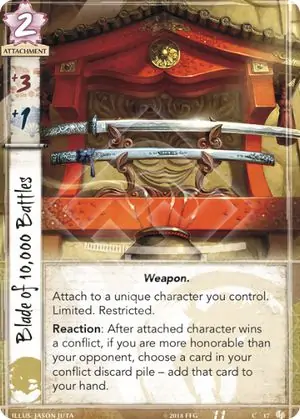 2
ATTACHMENT
+3
+1
Blade of 10,000 Battles
Weapon.
Attach to a unique character you control.
Limited. Restricted.
Reaction: After attached character wins
a conflict, if you are more honorable than
your opponent, choose a card in your
conflict discard pile – add that card to
your hand.
ILLUS. JASON JUTA
© 2018 FFG